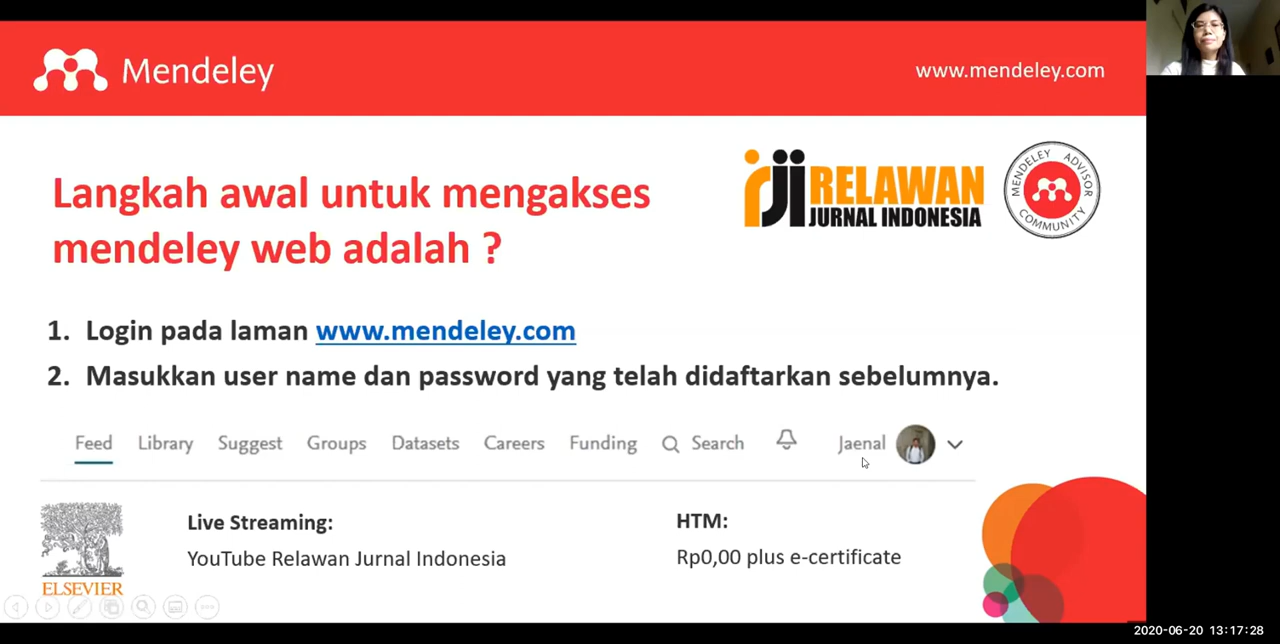 Mendeley
www.mendeley.com
RELAWAN
JURNAL INDONESIA
MENDELEY ADVISOR
COMMUNITY
Langkah awal untuk mengakses
mendeley web adalah ?
1. Login pada laman www.mendeley.com
2. Masukkan user name dan password yang telah didaftarkan sebelumnya.
Feed Library Suggest Groups Datasets Careers Funding Search Jaenal
Live Streaming:
YouTube Relawan Jurnal Indonesia
HTM:
Rp0,00 plus e-certificate
ELSEVIER
2020-06-20 13:17:28